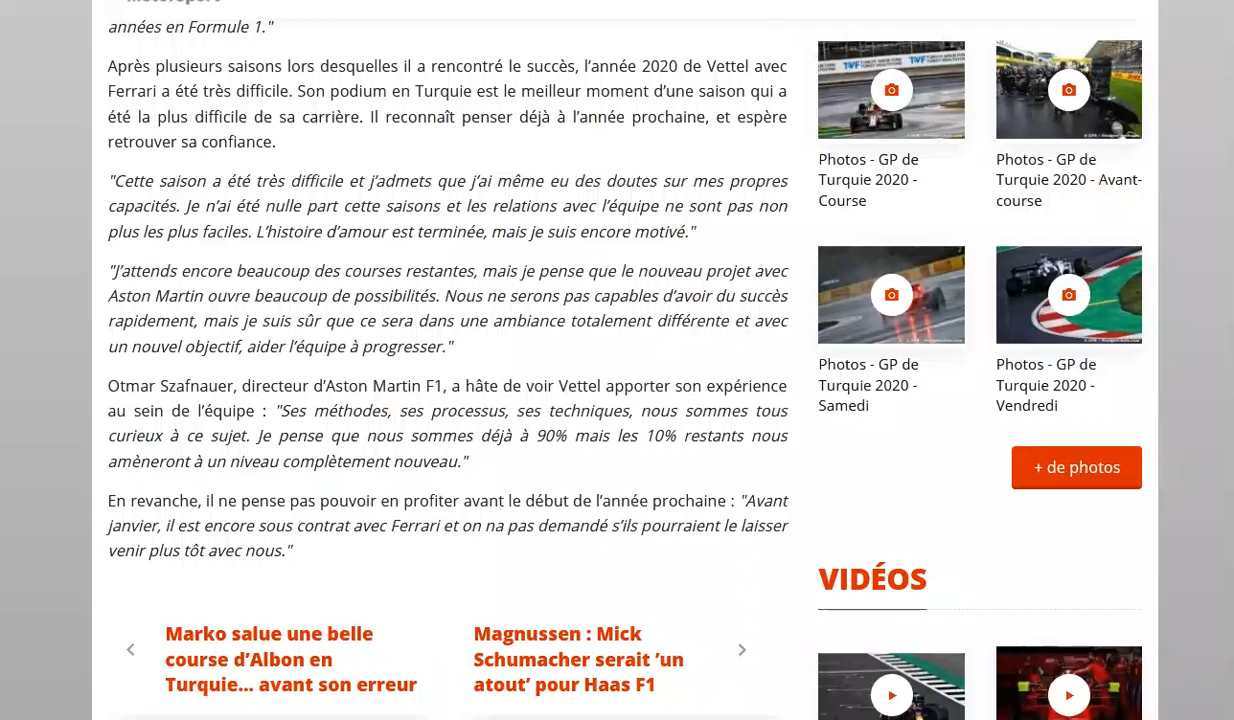 années en Formule 1."
Après plusieurs saisons lors desquelles il a rencontré le succès, l’année 2020 de Vettel avec
Ferrari a été très difficile. Son podium en Turquie est le meilleur moment d’une saison qui a
été la plus difficile de sa carrière. Il reconnaît penser déjà à l’année prochaine, et espère
retrouver sa confiance.
"Cette saison a été très difficile et j’admets que j’ai même eu des doutes sur mes propres
capacités. Je n’ai été nulle part cette saisons et les relations avec l’équipe ne sont pas non
plus les plus faciles. L’histoire d’amour est terminée, mais je suis encore motivé."
"J’attends encore beaucoup des courses restantes, mais je pense que le nouveau projet avec
Aston Martin ouvre beaucoup de possibilités. Nous ne serons pas capables d’avoir du succès
rapidement, mais je suis sûr que ce sera dans une ambiance totalement différente et avec
un nouvel objectif, aider l’équipe à progresser."
Otmar Szafnauer, directeur d’Aston Martin F1, a hâte de voir Vettel apporter son expérience
au sein de l’équipe : "Ses méthodes, ses processus, ses techniques, nous sommes tous
curieux à ce sujet. Je pense que nous sommes déjà à 90% mais les 10% restants nous
amèneront à un niveau complètement nouveau."
En revanche, il ne pense pas pouvoir en profiter avant le début de l’année prochaine : "Avant
janvier, il est encore sous contrat avec Ferrari et on na pas demandé s’ils pourraient le laisser
venir plus tôt avec nous."
Marko salue une belle
course d’Albon en
Turquie... avant son erreur
Magnussen : Mick
Schumacher serait ’un
atout’ pour Haas F1
Photos - GP de
Turquie 2020 -
Course
Photos - GP de
Turquie 2020 - Avant-
course
Photos - GP de
Turquie 2020 -
Samedi
Photos - GP de
Turquie 2020 -
Vendredi
+ de photos
VIDÉOS